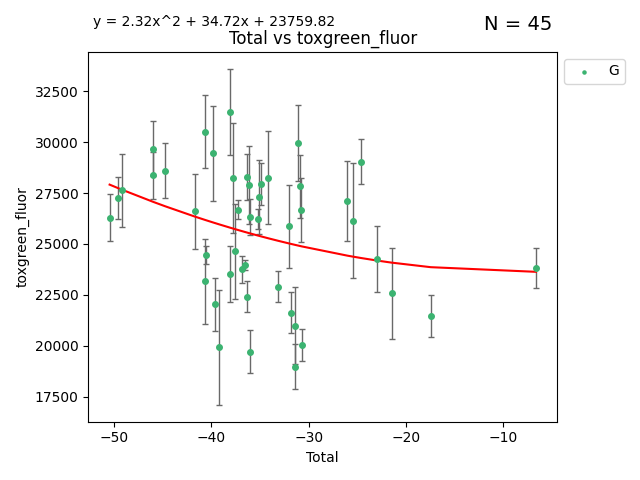 y = 2.32x^2 + 34.72x + 23759.82
N = 45
Total vs toxgreen_fluor
G
32500
30000
27500
25000
22500
20000
17500
toxgreen_fluor
−50
−40
−30
−20
−10
Total